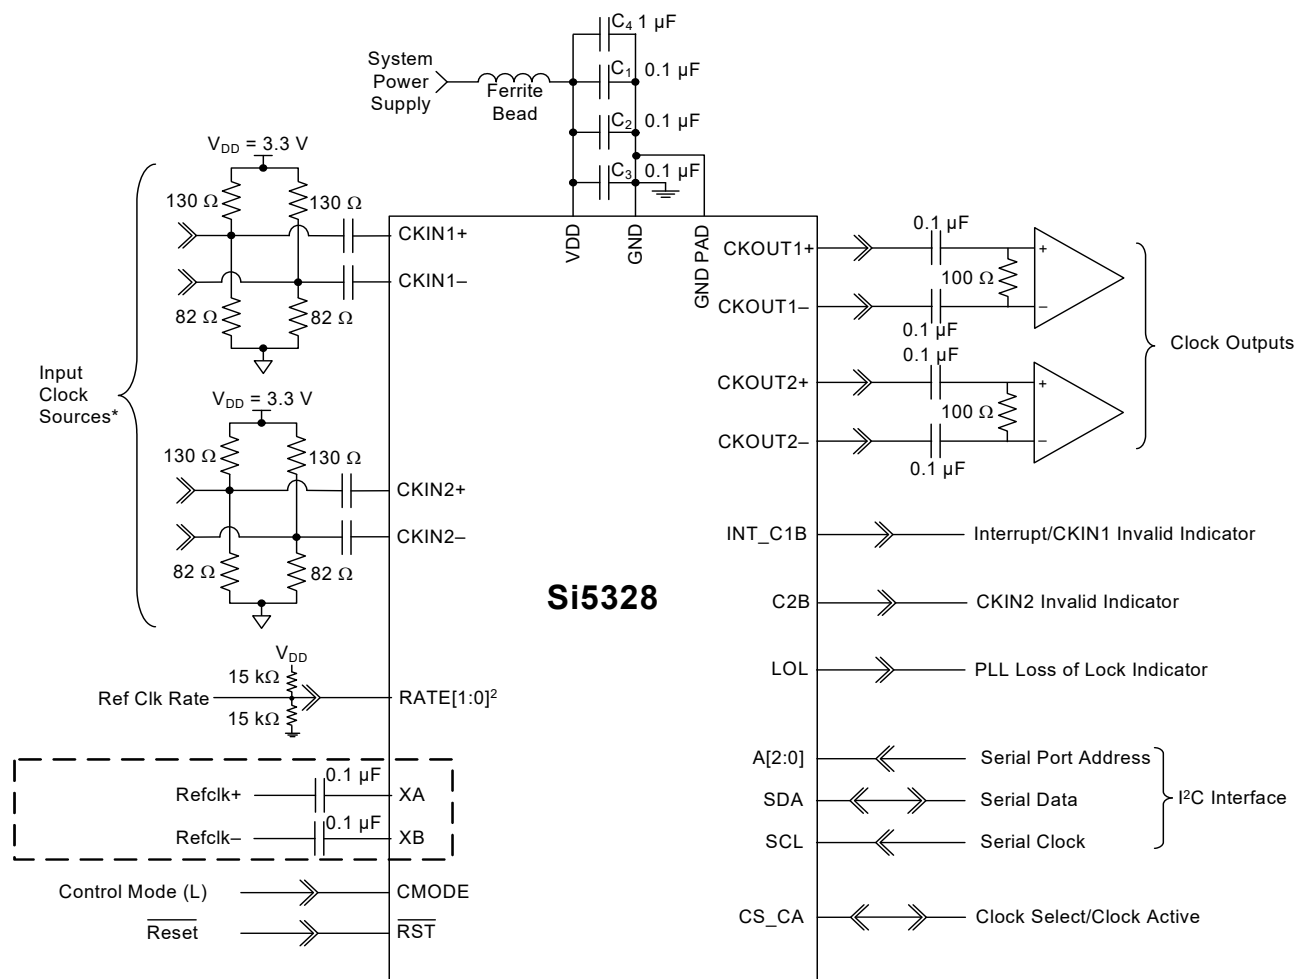 C4 1 µF
System
Power
Supply
Ferrite
Bead
C1 0.1 µF
C2 0.1 µF
C3 0.1 µF
VDD = 3.3 V
130 Ω 130 Ω
CKIN1+
CKIN1–
82 Ω 82 Ω
Input
Clock
Sources*
VDD = 3.3 V
130 Ω 130 Ω
CKIN2+
CKIN2–
82 Ω 82 Ω
VDD
15 kΩ
Ref Clk Rate
RATE[1:0]²
15 kΩ
0.1 µF
Refclk+ XA
0.1 µF
Refclk– XB
Control Mode (L) CMODE
Reset RST
VDD
GND
GND PAD
Si5328
0.1 µF
CKOUT1+ +
100 Ω
CKOUT1– –
0.1 µF
Clock Outputs
0.1 µF
CKOUT2+ +
100 Ω
CKOUT2– –
0.1 µF
INT_C1B Interrupt/CKIN1 Invalid Indicator
C2B CKIN2 Invalid Indicator
LOL PLL Loss of Lock Indicator
A[2:0] Serial Port Address
SDA Serial Data
I²C Interface
SCL Serial Clock
CS_CA Clock Select/Clock Active